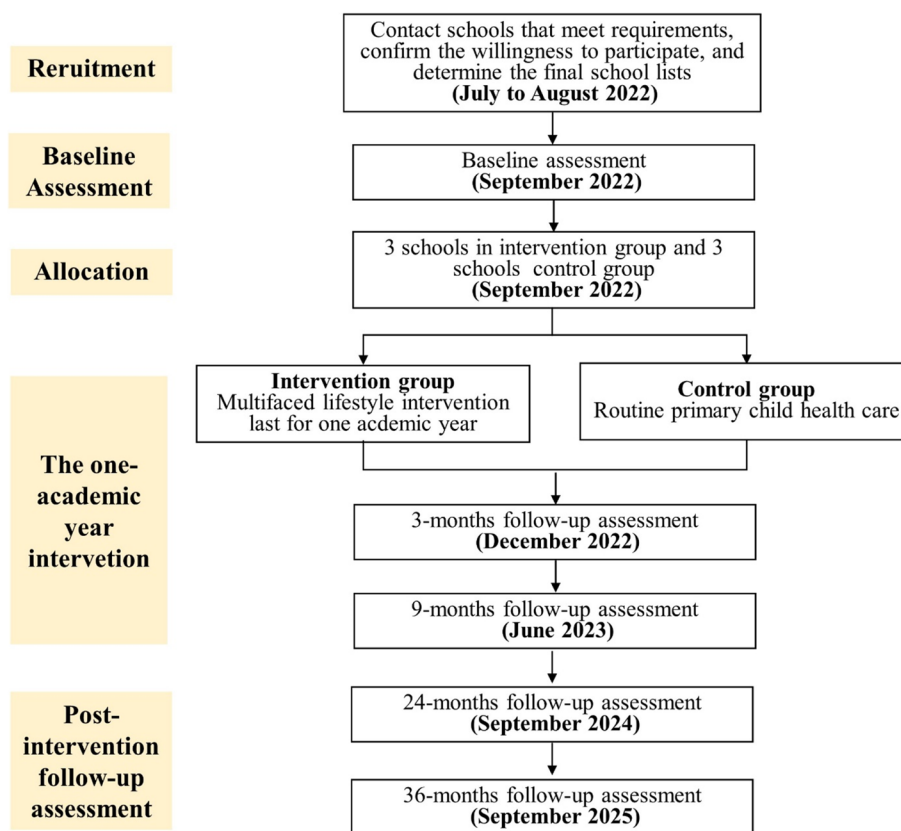 Reruitment
Contact schools that meet requirements,
confirm the willingness to participate, and
determine the final school lists
(July to August 2022)
Baseline
Assessment
Baseline assessment
(September 2022)
Allocation
3 schools in intervention group and 3
schools control group
(September 2022)
The one-
academic
year
intervetion
Intervention group
Multifaced lifestyle intervention
last for one acdemic year
Control group
Routine primary child health care
3-months follow-up assessment
(December 2022)
9-months follow-up assessment
(June 2023)
Post-
intervention
follow-up
assessment
24-months follow-up assessment
(September 2024)
36-months follow-up assessment
(September 2025)